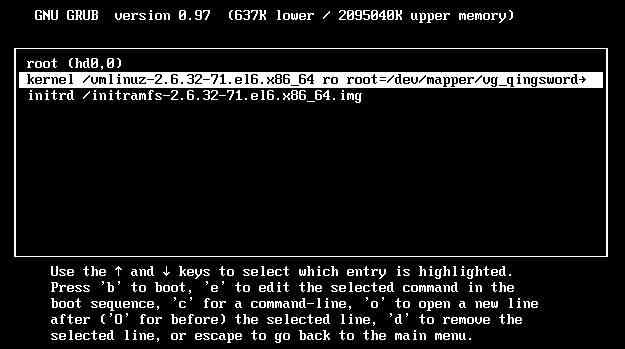 GNU GRUB  version 0.97  (637K lower / 2095040K upper memory)
root (hd0,0)
kernel /vmlinuz-2.6.32-71.el6.x86_64 ro root=/dev/mapper/vg_qingsword→
initrd /initramfs-2.6.32-71.el6.x86_64.img
Use the ↑ and ↓ keys to select which entry is highlighted.
Press 'b' to boot, 'e' to edit the selected command in the
boot sequence, 'c' for a command-line, 'o' to open a new line
after ('O' for before) the selected line, 'd' to remove the
selected line, or escape to go back to the main menu.